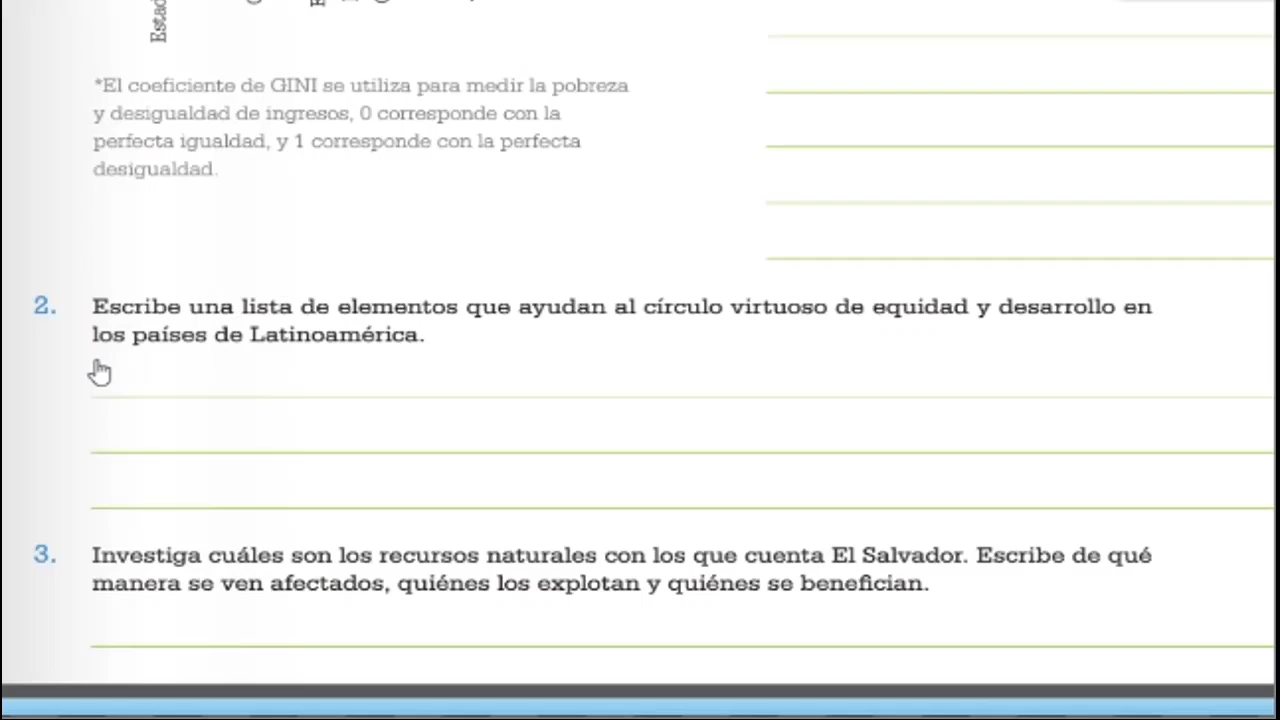 Estad
*El coeficiente de GINI se utiliza para medir la pobreza
y desigualdad de ingresos, 0 corresponde con la
perfecta igualdad, y 1 corresponde con la perfecta
desigualdad.
2. Escribe una lista de elementos que ayudan al círculo virtuoso de equidad y desarrollo en
los países de Latinoamérica.
3. Investiga cuáles son los recursos naturales con los que cuenta El Salvador. Escribe de qué
manera se ven afectados, quiénes los explotan y quiénes se benefician.